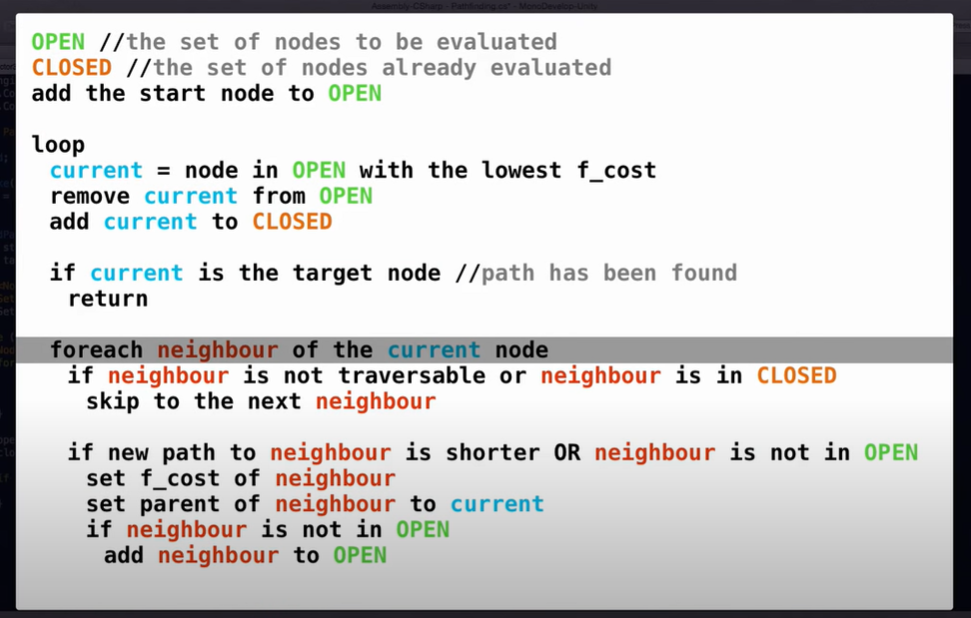 Assembly-CSharp - Pathfinding.cs* - MonoDevelop-Unity
OPEN //the set of nodes to be evaluated
CLOSED //the set of nodes already evaluated
add the start node to OPEN
loop
current = node in OPEN with the lowest f_cost
remove current from OPEN
add current to CLOSED
if current is the target node //path has been found
return
foreach neighbour of the current node
if neighbour is not traversable or neighbour is in CLOSED
skip to the next neighbour
if new path to neighbour is shorter OR neighbour is not in OPEN
set f_cost of neighbour
set parent of neighbour to current
if neighbour is not in OPEN
add neighbour to OPEN